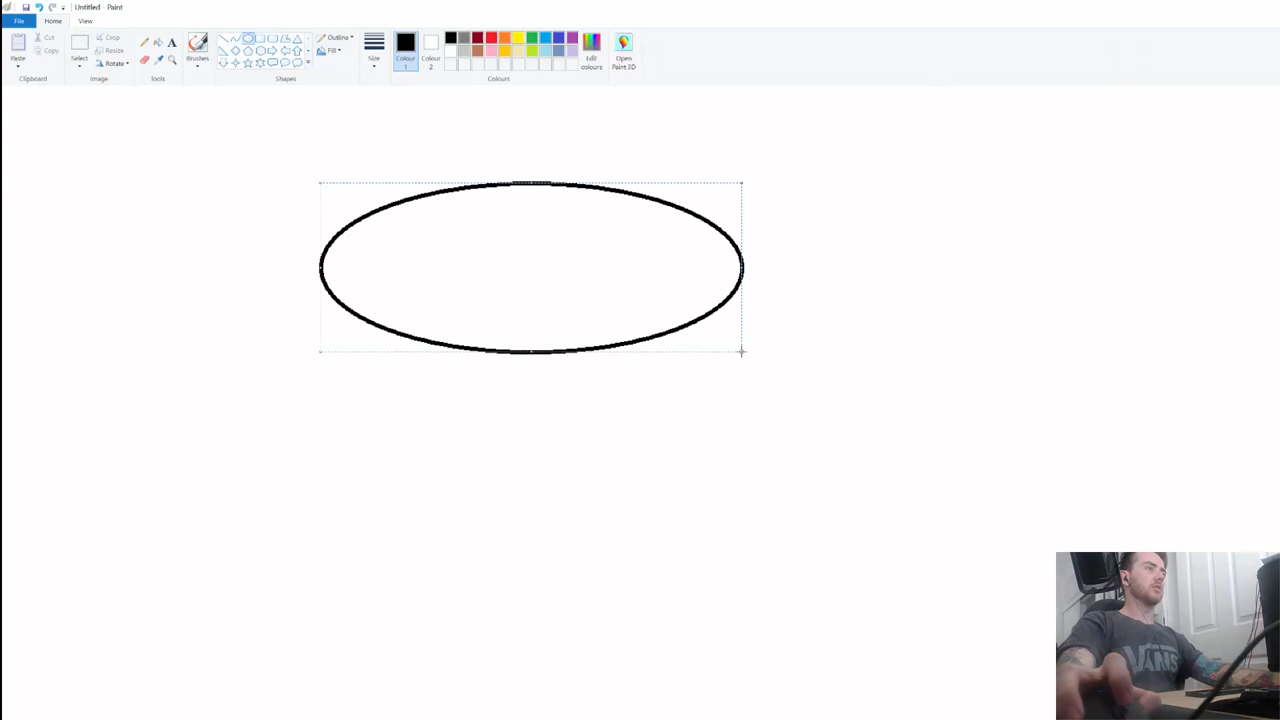 Untitled - Paint
File Home View
Paste
Cut
Copy
Clipboard
Select
Crop
Resize
Rotate
Image
Tools
Brushes
Outline
Fill
Shapes
Size
Colour 1
Colour 2
Colours
Edit colours
Open Paint 3D
VANS